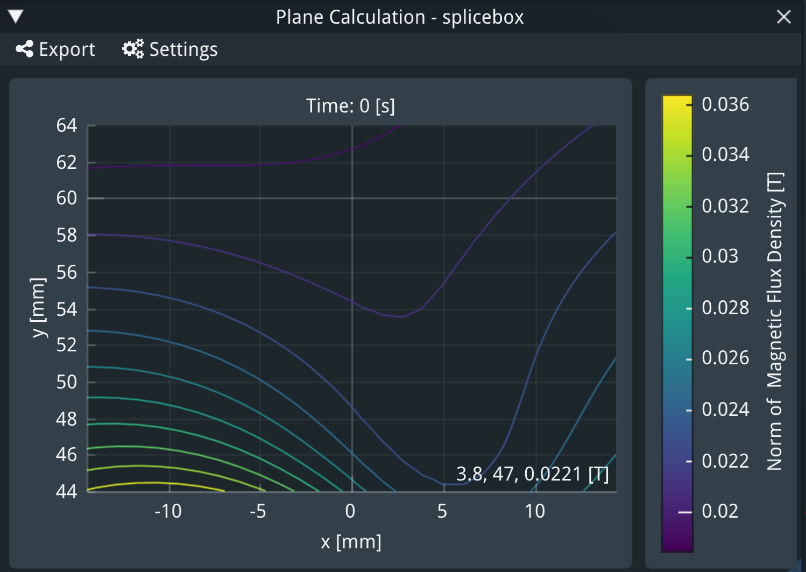 Plane Calculation - splicebox
Export Settings
Time: 0 [s]
64
62
60
58
56
54
52
50
48
46
44
y [mm]
3.8, 47, 0.0221 [T]
-10 -5 0 5 10
x [mm]
0.036
0.034
0.032
0.03
0.028
0.026
0.024
0.022
0.02
Norm of Magnetic Flux Density [T]